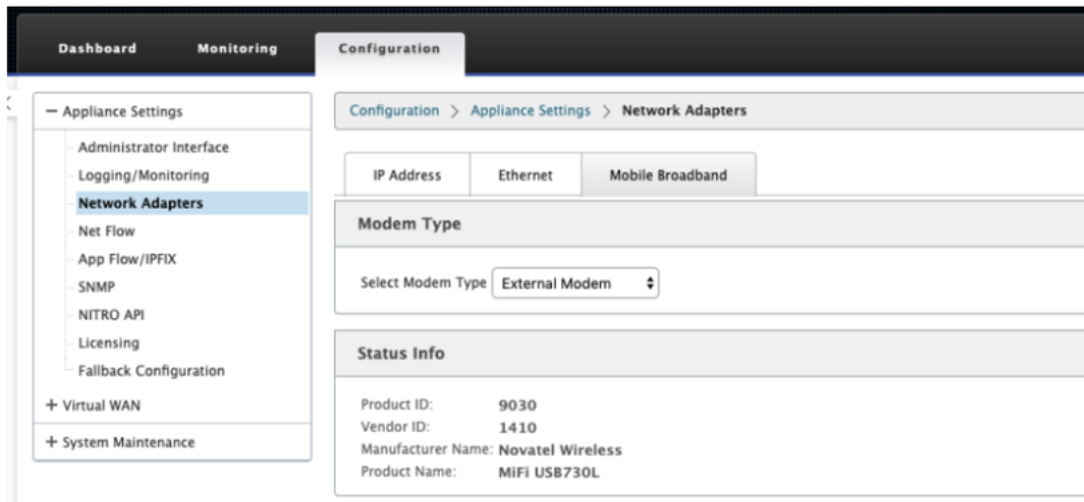 Dashboard Monitoring Configuration
— Appliance Settings
Administrator Interface
Logging/Monitoring
Network Adapters
Net Flow
App Flow/IPFIX
SNMP
NITRO API
Licensing
Fallback Configuration
+ Virtual WAN
+ System Maintenance
Configuration > Appliance Settings > Network Adapters
IP Address Ethernet Mobile Broadband
Modem Type
Select Modem Type External Modem
Status Info
Product ID: 9030
Vendor ID: 1410
Manufacturer Name: Novatel Wireless
Product Name: MiFi USB730L